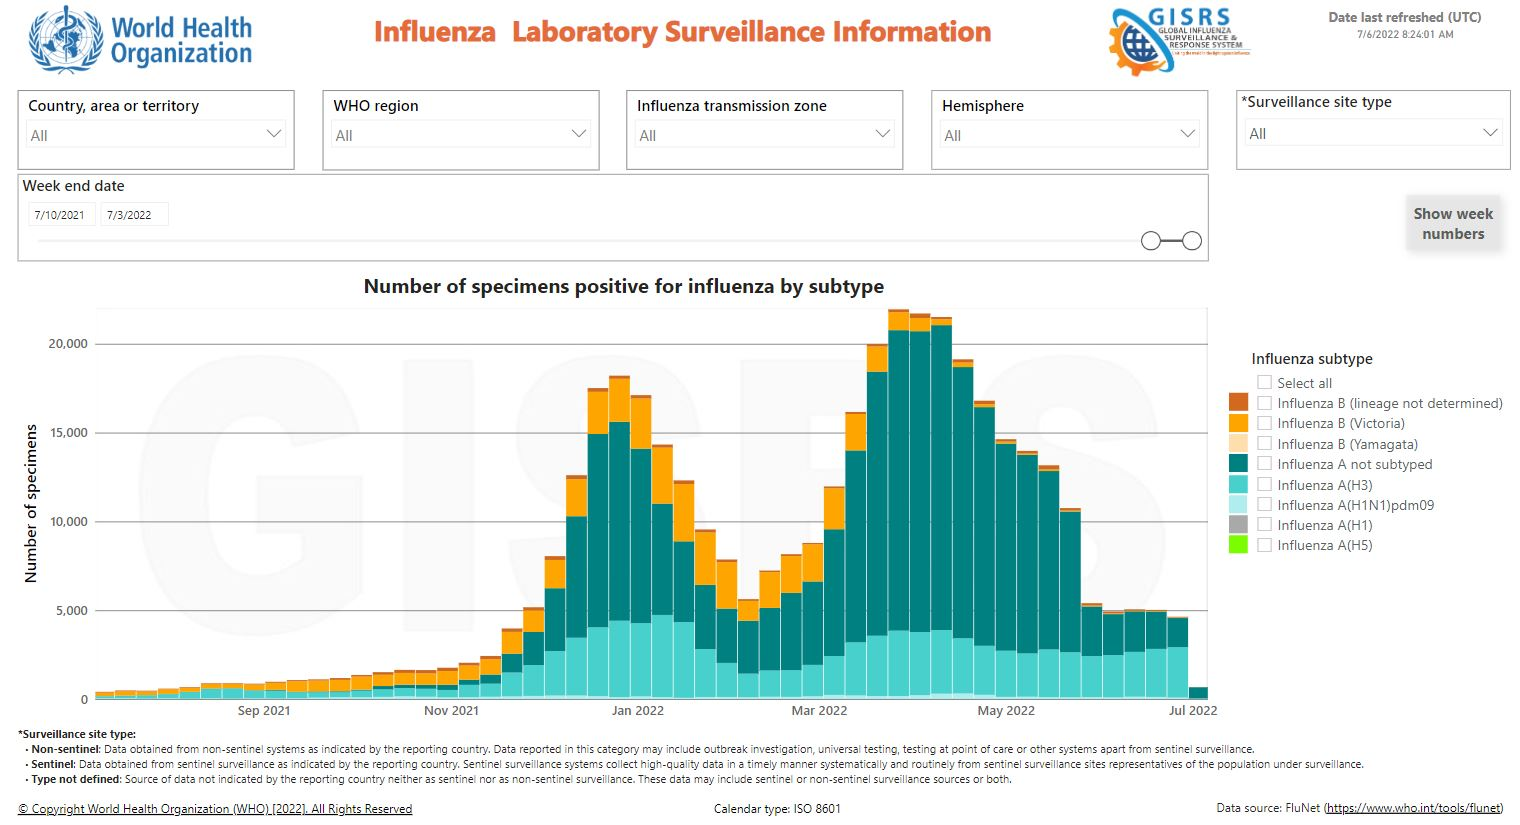 World Health
Organization
Influenza Laboratory Surveillance Information
GISRS
GLOBAL INFLUENZA
SURVEILLANCE &
RESPONSE SYSTEM
Date last refreshed (UTC)
7/6/2022 8:24:01 AM
Country, area or territory
All
WHO region
All
Influenza transmission zone
All
Hemisphere
All
*Surveillance site type
All
Week end date
7/10/2021 7/3/2022
Show week
numbers
Number of specimens positive for influenza by subtype
GISRS
Number of specimens
20,000
15,000
10,000
5,000
0
Sep 2021 Nov 2021 Jan 2022 Mar 2022 May 2022 Jul 2022
Influenza subtype
Select all
Influenza B (lineage not determined)
Influenza B (Victoria)
Influenza B (Yamagata)
Influenza A not subtyped
Influenza A(H3)
Influenza A(H1N1)pdm09
Influenza A(H1)
Influenza A(H5)
*Surveillance site type:
• Non-sentinel: Data obtained from non-sentinel systems as indicated by the reporting country. Data reported in this category may include outbreak investigation, universal testing, testing at point of care or other systems apart from sentinel surveillance.
• Sentinel: Data obtained from sentinel surveillance as indicated by the reporting country. Sentinel surveillance systems collect high-quality data in a timely manner systematically and routinely from sentinel surveillance sites representatives of the population under surveillance.
• Type not defined: Source of data not indicated by the reporting country neither as sentinel nor as non-sentinel surveillance. These data may include sentinel or non-sentinel surveillance sources or both.
© Copyright World Health Organization (WHO) [2022]. All Rights Reserved
Calendar type: ISO 8601
Data source: FluNet (https://www.who.int/tools/flunet)